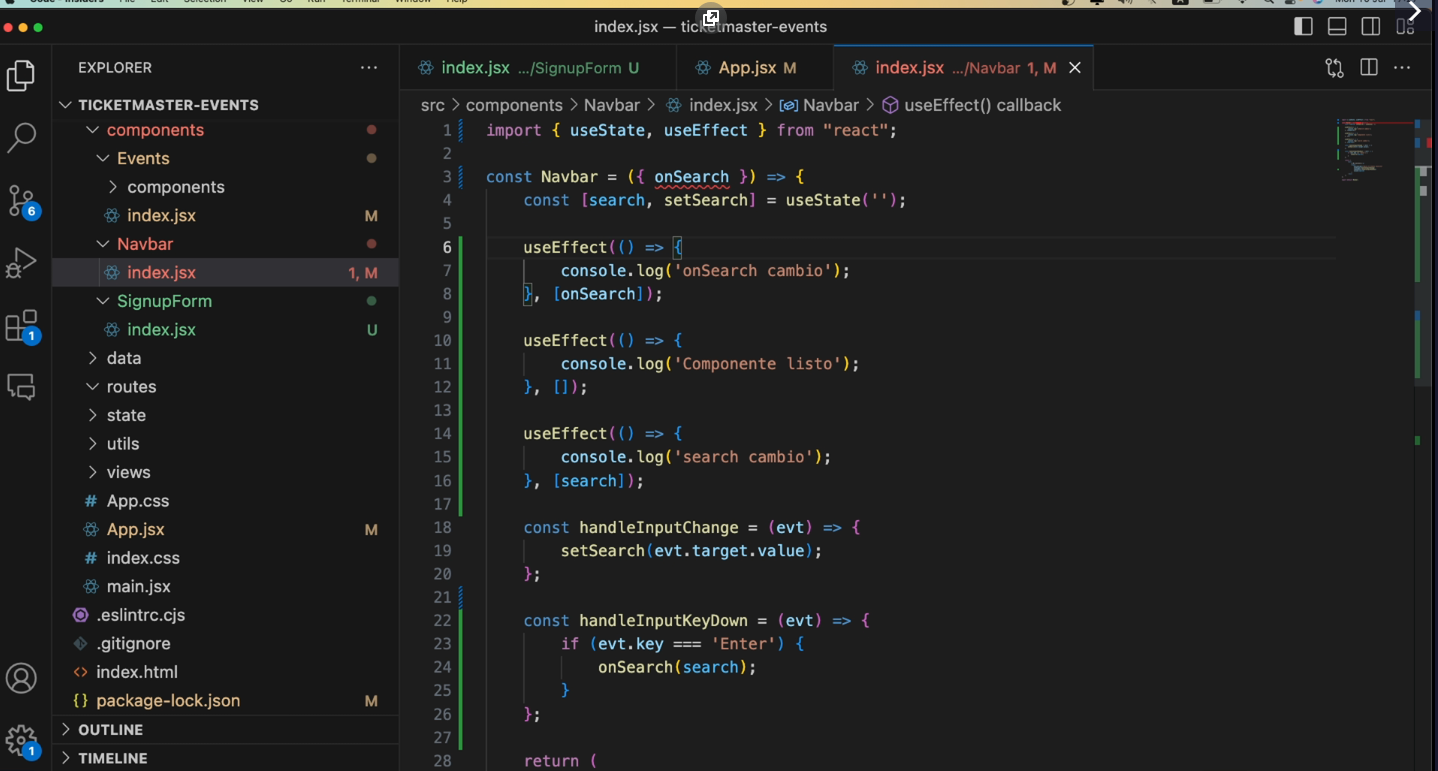 index.jsx — ticketmaster-events
EXPLORER
TICKETMASTER-EVENTS
components
Events
components
index.jsx M
Navbar
index.jsx 1, M
SignupForm
index.jsx U
data
routes
state
utils
views
# App.css
App.jsx M
# index.css
main.jsx
.eslintrc.cjs
.gitignore
<> index.html
{} package-lock.json M
OUTLINE
TIMELINE
6
1
1
index.jsx .../SignupForm U
App.jsx M
index.jsx .../Navbar 1, M
src > components > Navbar > index.jsx > Navbar > useEffect() callback
1 import { useState, useEffect } from "react";
2
3 const Navbar = ({ onSearch }) => {
4 const [search, setSearch] = useState('');
5
6 useEffect(() => {
7 console.log('onSearch cambio');
8 }, [onSearch]);
9
10 useEffect(() => {
11 console.log('Componente listo');
12 }, []);
13
14 useEffect(() => {
15 console.log('search cambio');
16 }, [search]);
17
18 const handleInputChange = (evt) => {
19 setSearch(evt.target.value);
20 };
21
22 const handleInputKeyDown = (evt) => {
23 if (evt.key === 'Enter') {
24 onSearch(search);
25 }
26 };
27
28 return (